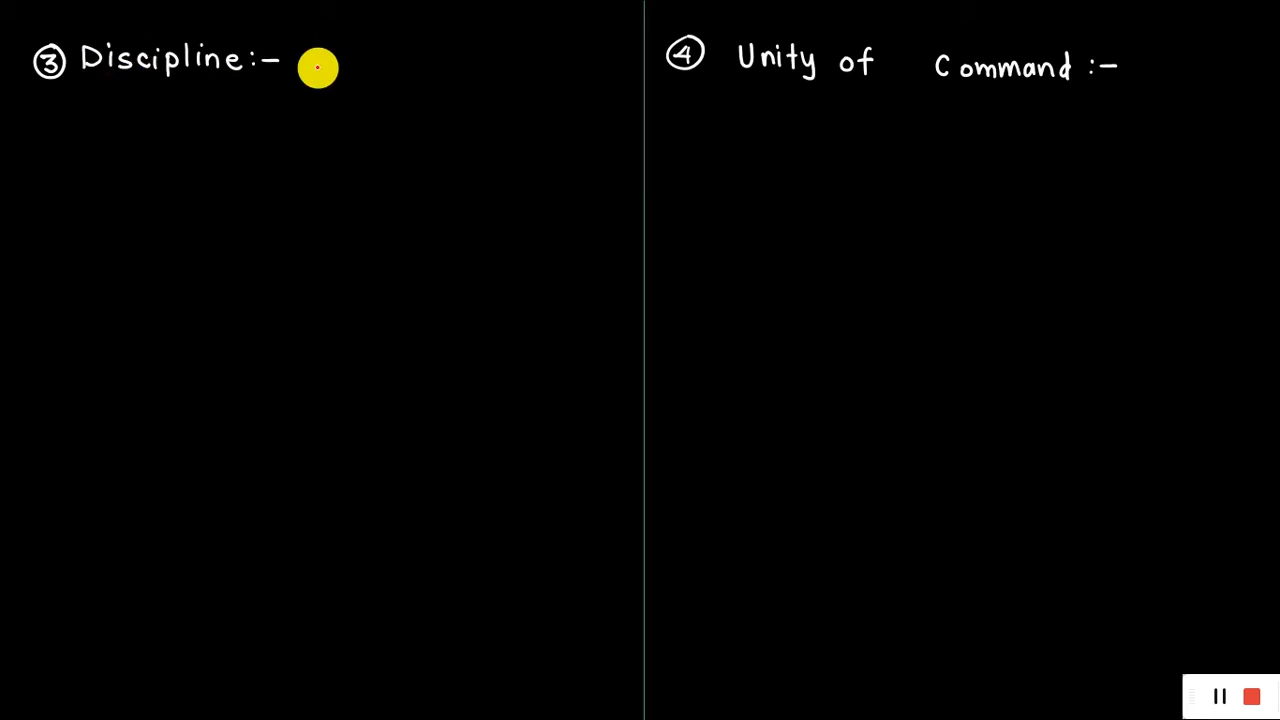 ③ Discipline:-
④ Unity of Command :-